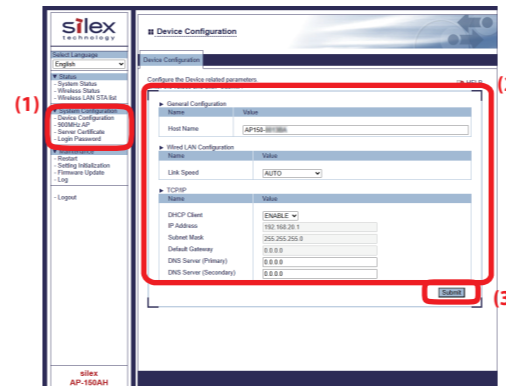 silex
technology
Select Language
English
▼ Status
- System Status
- Wireless Status
- Wireless LAN STA list
(1)
▼ System Configuration
- Device Configuration
- 900MHz AP
- Server Certificate
- Login Password
▼ Maintenance
- Restart
- Setting Initialization
- Firmware Update
- Log
- Logout
silex
AP-150AH
Device Configuration
Device Configuration
Configure the Device related parameters.
HELP
(2
► General Configuration
Name Value
Host Name AP150-
► Wired LAN Configuration
Name Value
Link Speed AUTO
► TCP/IP
Name Value
DHCP Client ENABLE
IP Address 192.168.20.1
Subnet Mask 255.255.255.0
Default Gateway 0.0.0.0
DNS Server (Primary) 0.0.0.0
DNS Server (Secondary) 0.0.0.0
Submit
(3